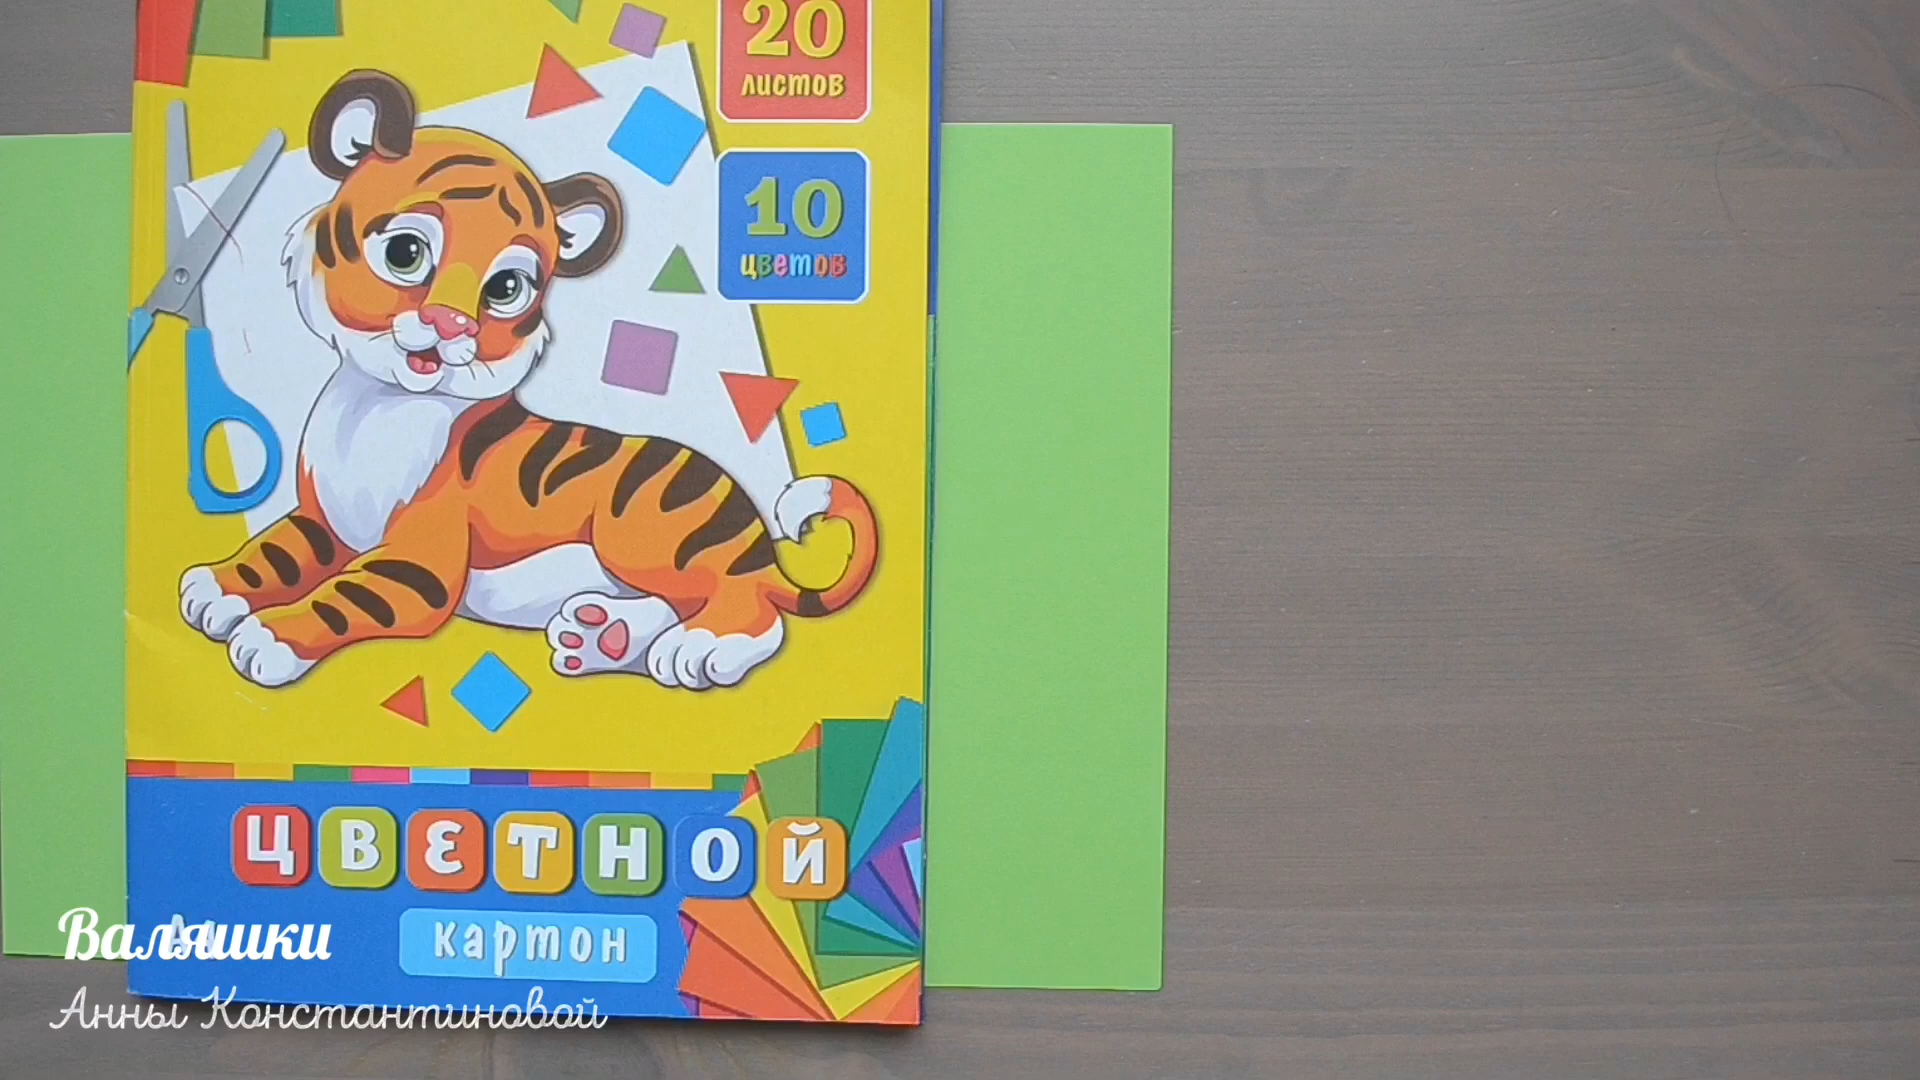 20
листов
10
цветов
ЦВЕТНОЙ
картон
Валяшки
Анны Константиновой